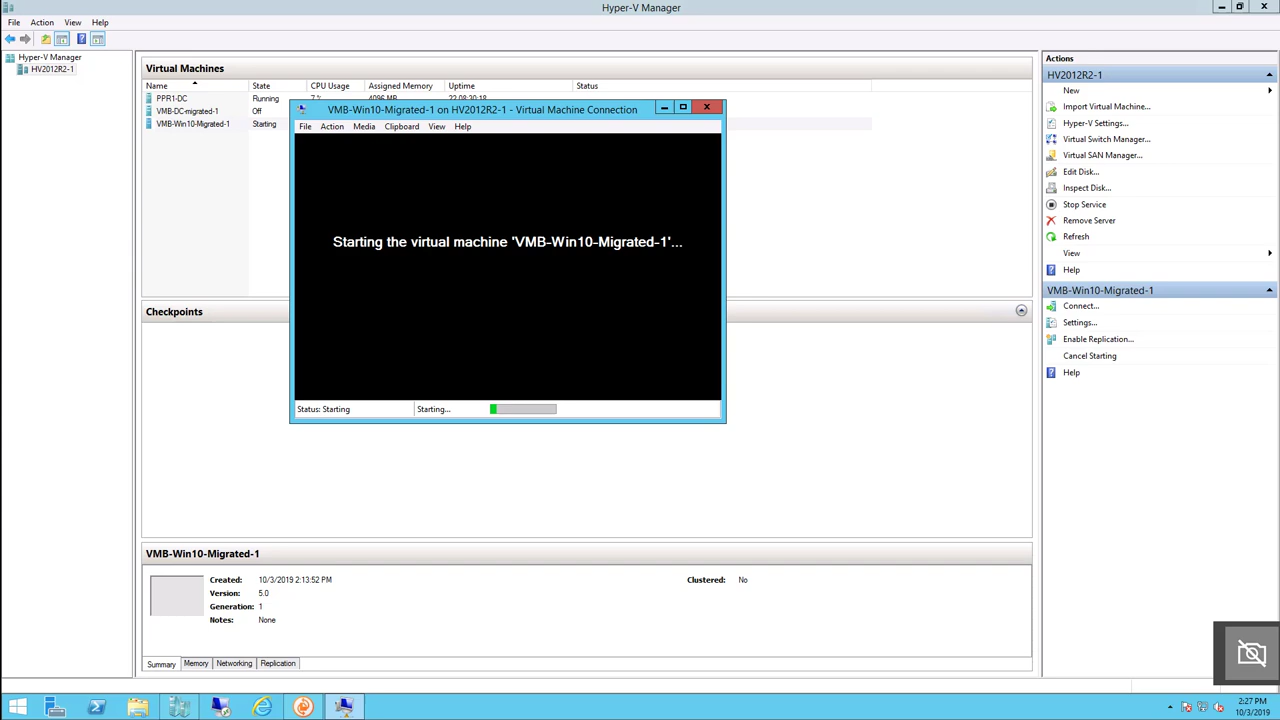 Hyper-V Manager
File Action View Help
Hyper-V Manager
HV2012R2-1
Virtual Machines
Name State CPU Usage Assigned Memory Uptime Status
PPR1-DC Running 4096 MB 22:08:30:18
VMB-DC-migrated-1 Off
VMB-Win10-Migrated-1 Starting
VMB-Win10-Migrated-1 on HV2012R2-1 - Virtual Machine Connection
File Action Media Clipboard View Help
Starting the virtual machine 'VMB-Win10-Migrated-1'...
Status: Starting Starting...
Checkpoints
VMB-Win10-Migrated-1
Created: 10/3/2019 2:13:52 PM Clustered: No
Version: 5.0
Generation: 1
Notes: None
Summary Memory Networking Replication
Actions
HV2012R2-1
New
Import Virtual Machine...
Hyper-V Settings...
Virtual Switch Manager...
Virtual SAN Manager...
Edit Disk...
Inspect Disk...
Stop Service
Remove Server
Refresh
View
Help
VMB-Win10-Migrated-1
Connect...
Settings...
Enable Replication...
Cancel Starting
Help
2:27 PM
10/3/2019